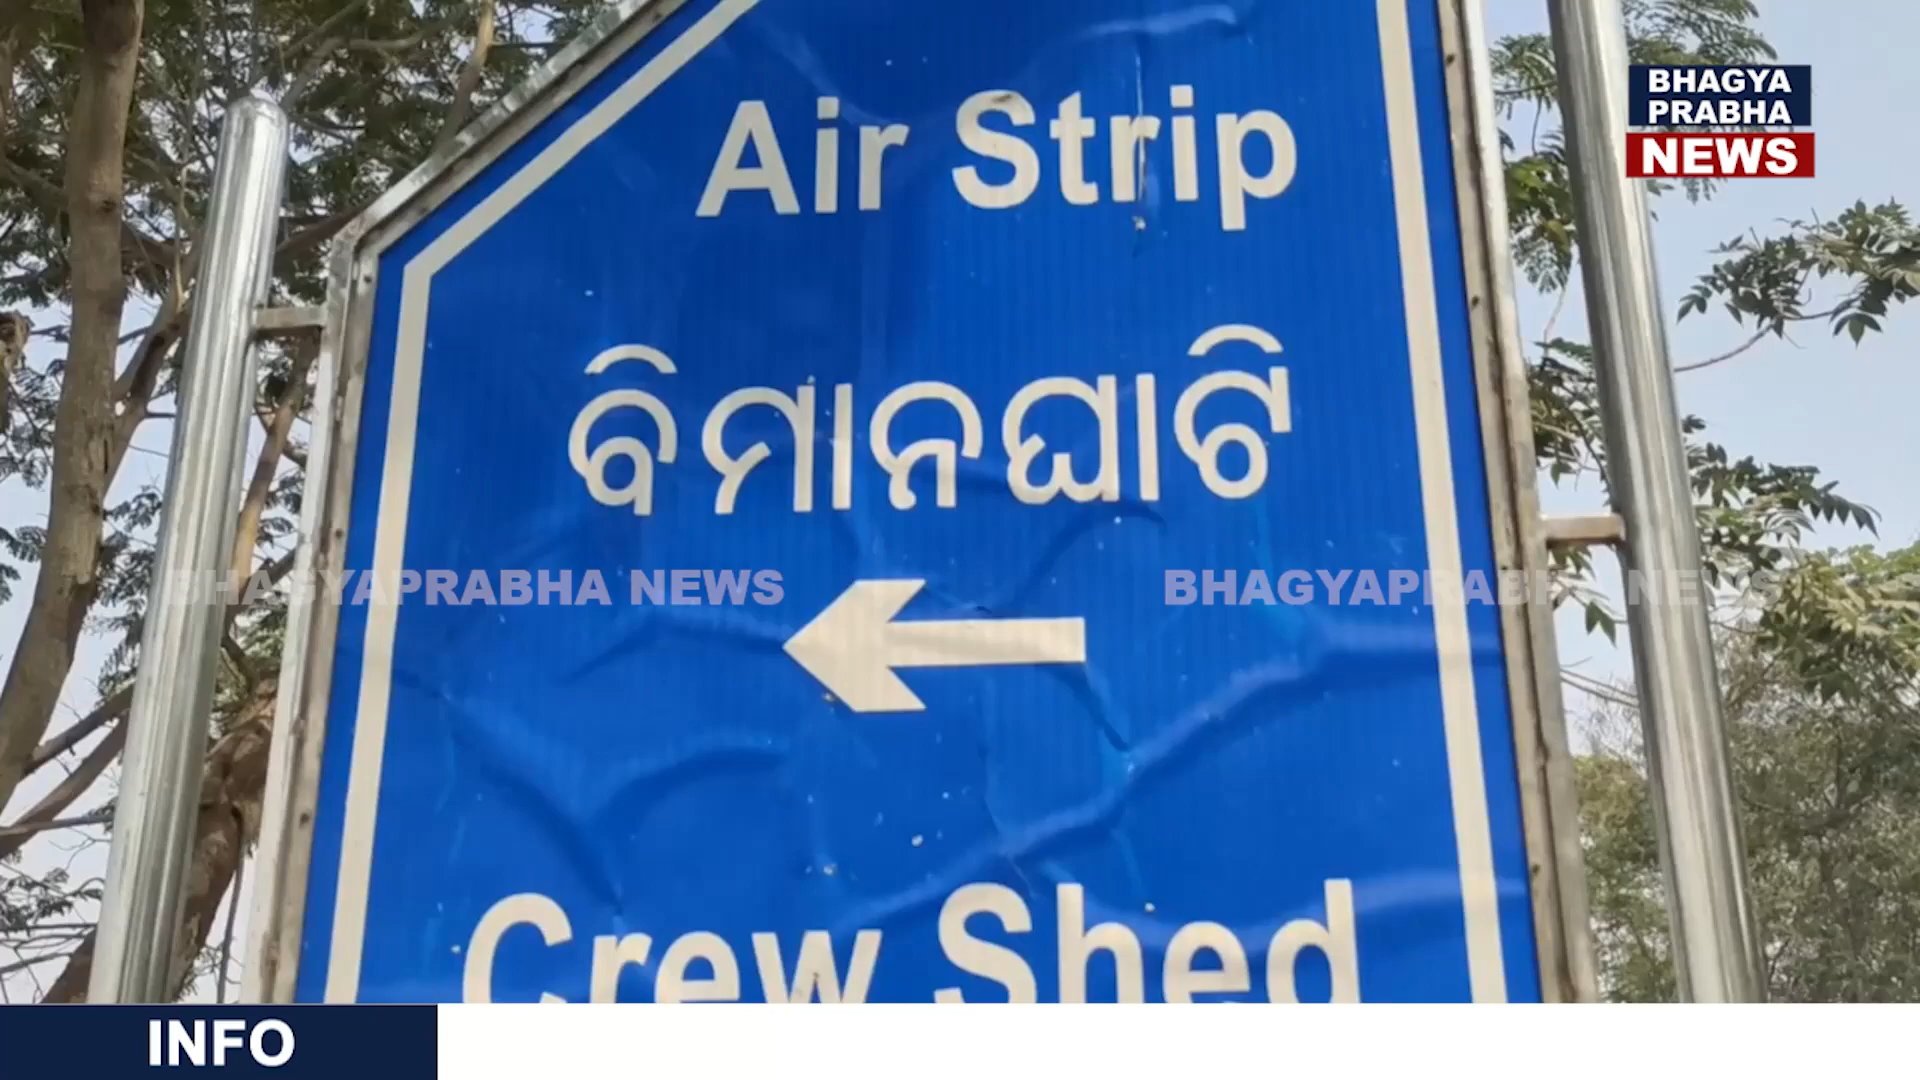 Air Strip
ବିମାନଘାଟି
Crew Shed
BHAGYA
PRABHA
NEWS
BHAGYAPRABHA NEWS
BHAGYAPRABHA NEWS
INFO